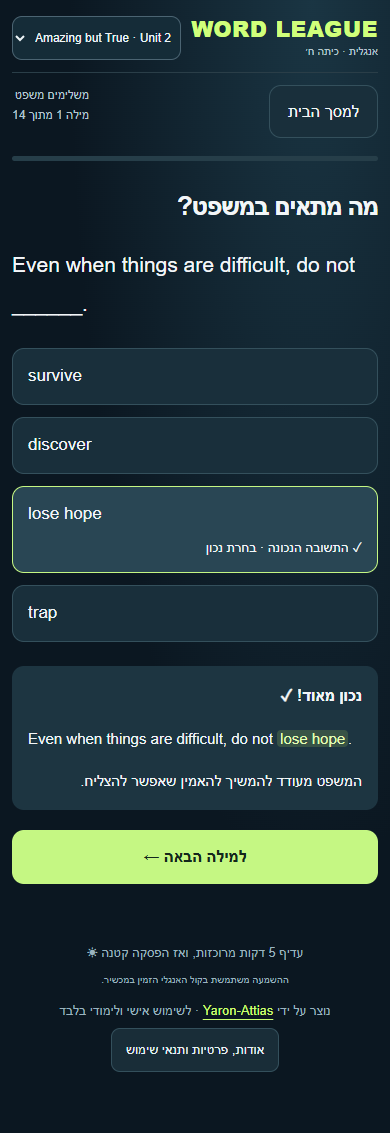 WORD LEAGUE
אנגלית · כיתה ח׳
Amazing but True · Unit 2
למסך הבית
משלימים משפט
מילה 1 מתוך 14
מה מתאים במשפט?
Even when things are difficult, do not
_______.
survive
discover
lose hope
✓ התשובה הנכונה · בחרת נכון
trap
נכון מאוד! ✓
Even when things are difficult, do not lose hope.
המשפט מעודד להמשיך להאמין שאפשר להצליח.
למילה הבאה ←
עדיף 5 דקות מרוכזות, ואז הפסקה קטנה ☀
ההשמעה משתמשת בקול האנגלי הזמין במכשיר.
נוצר על ידי Yaron-Attias · לשימוש אישי ולימודי בלבד
אודות, פרטיות ותנאי שימוש